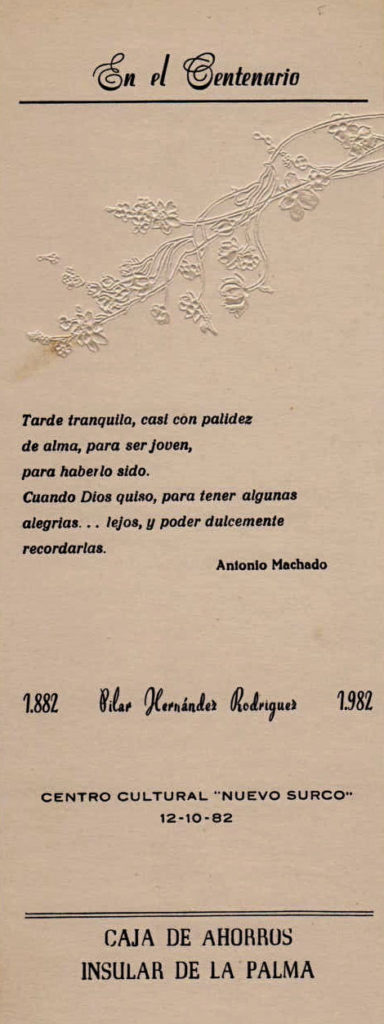 En el Centenario
Tarde tranquila, casi con palidez
de alma, para ser joven,
para haberlo sido.
Cuando Dios quiso, para tener algunas
alegrias. . . lejos, y poder dulcemente
recordarlas.
Antonio Machado
1.882 Pilar Hernández Rodriguez 1.982
CENTRO CULTURAL "NUEVO SURCO"
12-10-82
CAJA DE AHORROS
INSULAR DE LA PALMA